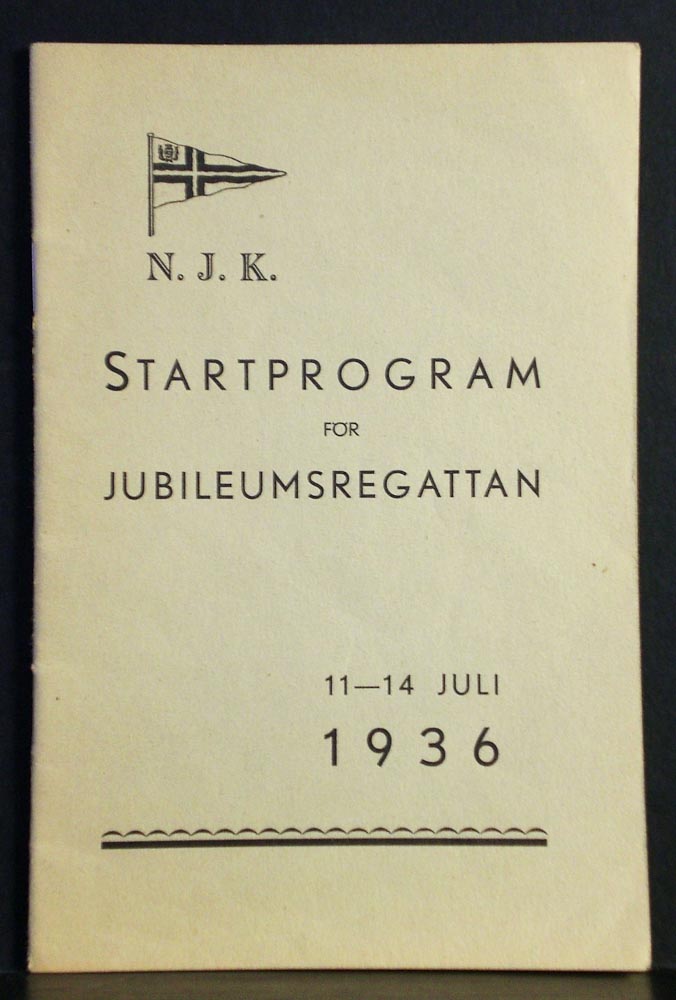 N. J. K.
STARTPROGRAM
FÖR
JUBILEUMSREGATTAN
11—14 JULI
1936